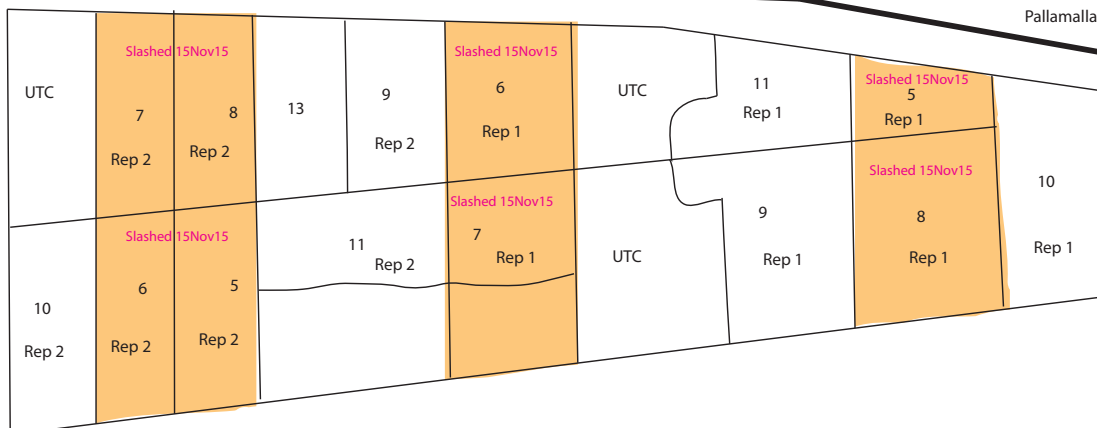 Pallamalla
UTC
Slashed 15Nov15
7
Rep 2
8
Rep 2
13
9
Rep 2
Slashed 15Nov15
6
Rep 1
UTC
11
Rep 1
Slashed 15Nov15
5
Rep 1
10
Rep 2
Slashed 15Nov15
6
Rep 2
5
Rep 2
11
Rep 2
Slashed 15Nov15
7
Rep 1
UTC
9
Rep 1
Slashed 15Nov15
8
Rep 1
10
Rep 1